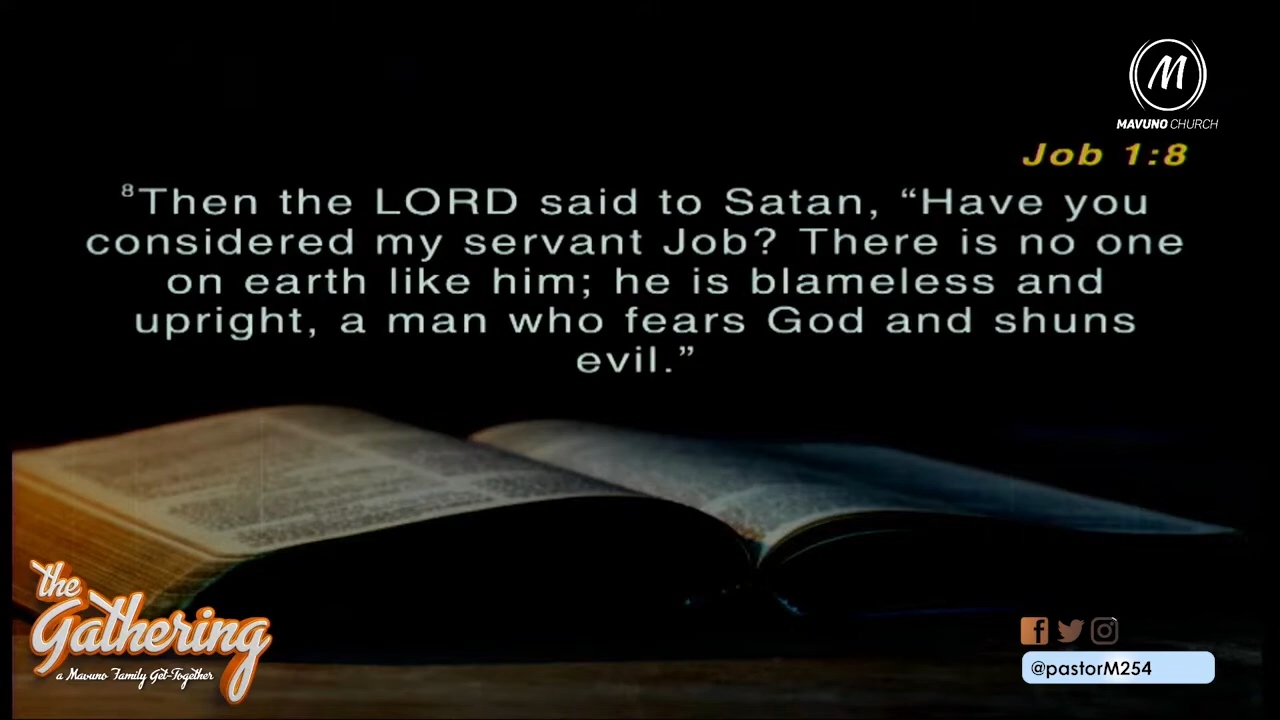 M
MAVUNO CHURCH
Job 1:8
⁸Then the LORD said to Satan, “Have you
considered my servant Job? There is no one
on earth like him; he is blameless and
upright, a man who fears God and shuns
evil.”
the
Gathering
a Mavuno Family Get-Together
@pastorM254